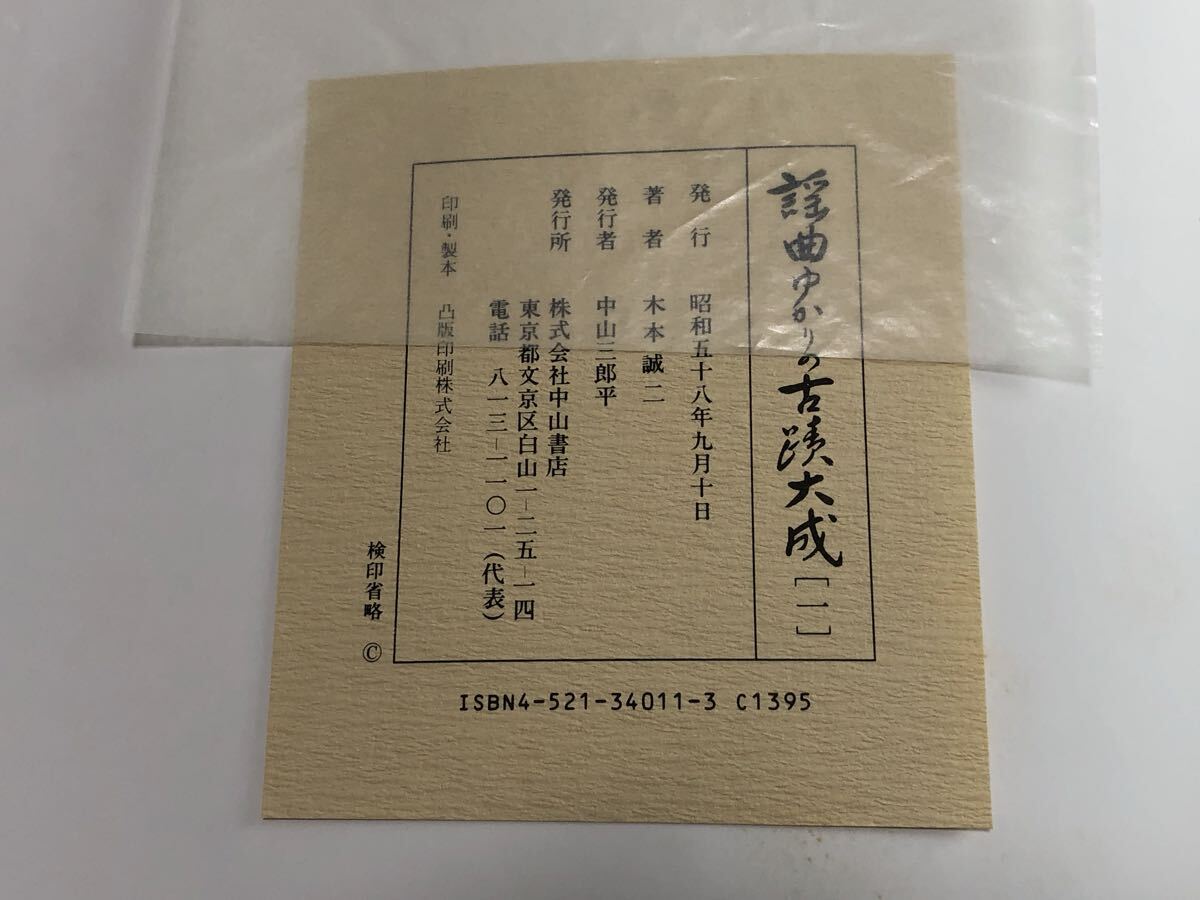 謡曲ゆかりの古蹟大成［一］
発行 昭和五十八年九月十日
著者 木本誠二
発行者 中山三郎平
発行所 株式会社中山書店
東京都文京区白山一–二五–一四
電話 八一三–一一〇一（代表）
印刷・製本 凸版印刷株式会社
検印省略 ©
ISBN4-521-34011-3 C1395